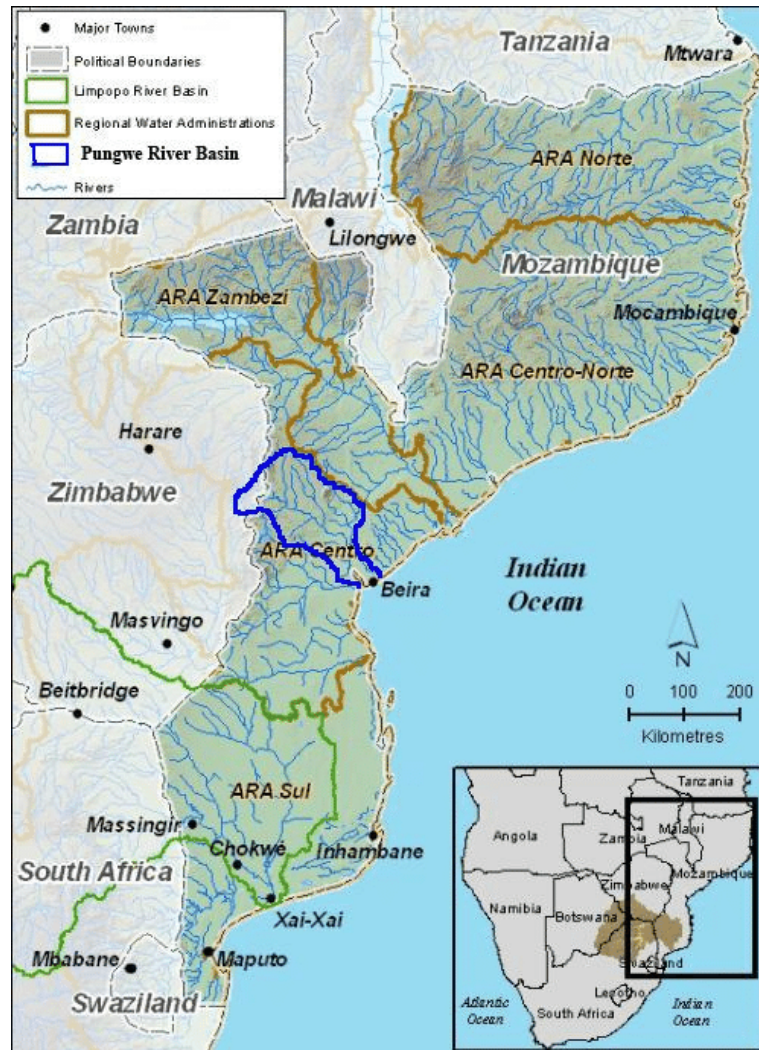 Major Towns
Political Boundaries
Limpopo River Basin
Regional Water Administrations
Pungwe River Basin
Rivers
Tanzania
Mtwara
ARA Norte
Malawi
Zambia
Lilongwe
Mozambique
ARA Zambezi
Mocambique
ARA Centro-Norte
Harare
Zimbabwe
ARA Centro
Beira
Indian
Ocean
Masvingo
N
Beitbridge
0 100 200
Kilometres
ARA Sul
Massingir
Chokwé
Inhambane
South Africa
Xai-Xai
Mbabane
Maputo
Swaziland
Tanzania
Angola
Zambia
Malawi
Mozambique
Zimbabwe
Namibia
Botswana
Swaziland
Lesotho
South Africa
Atlantic
Ocean
Indian
Ocean